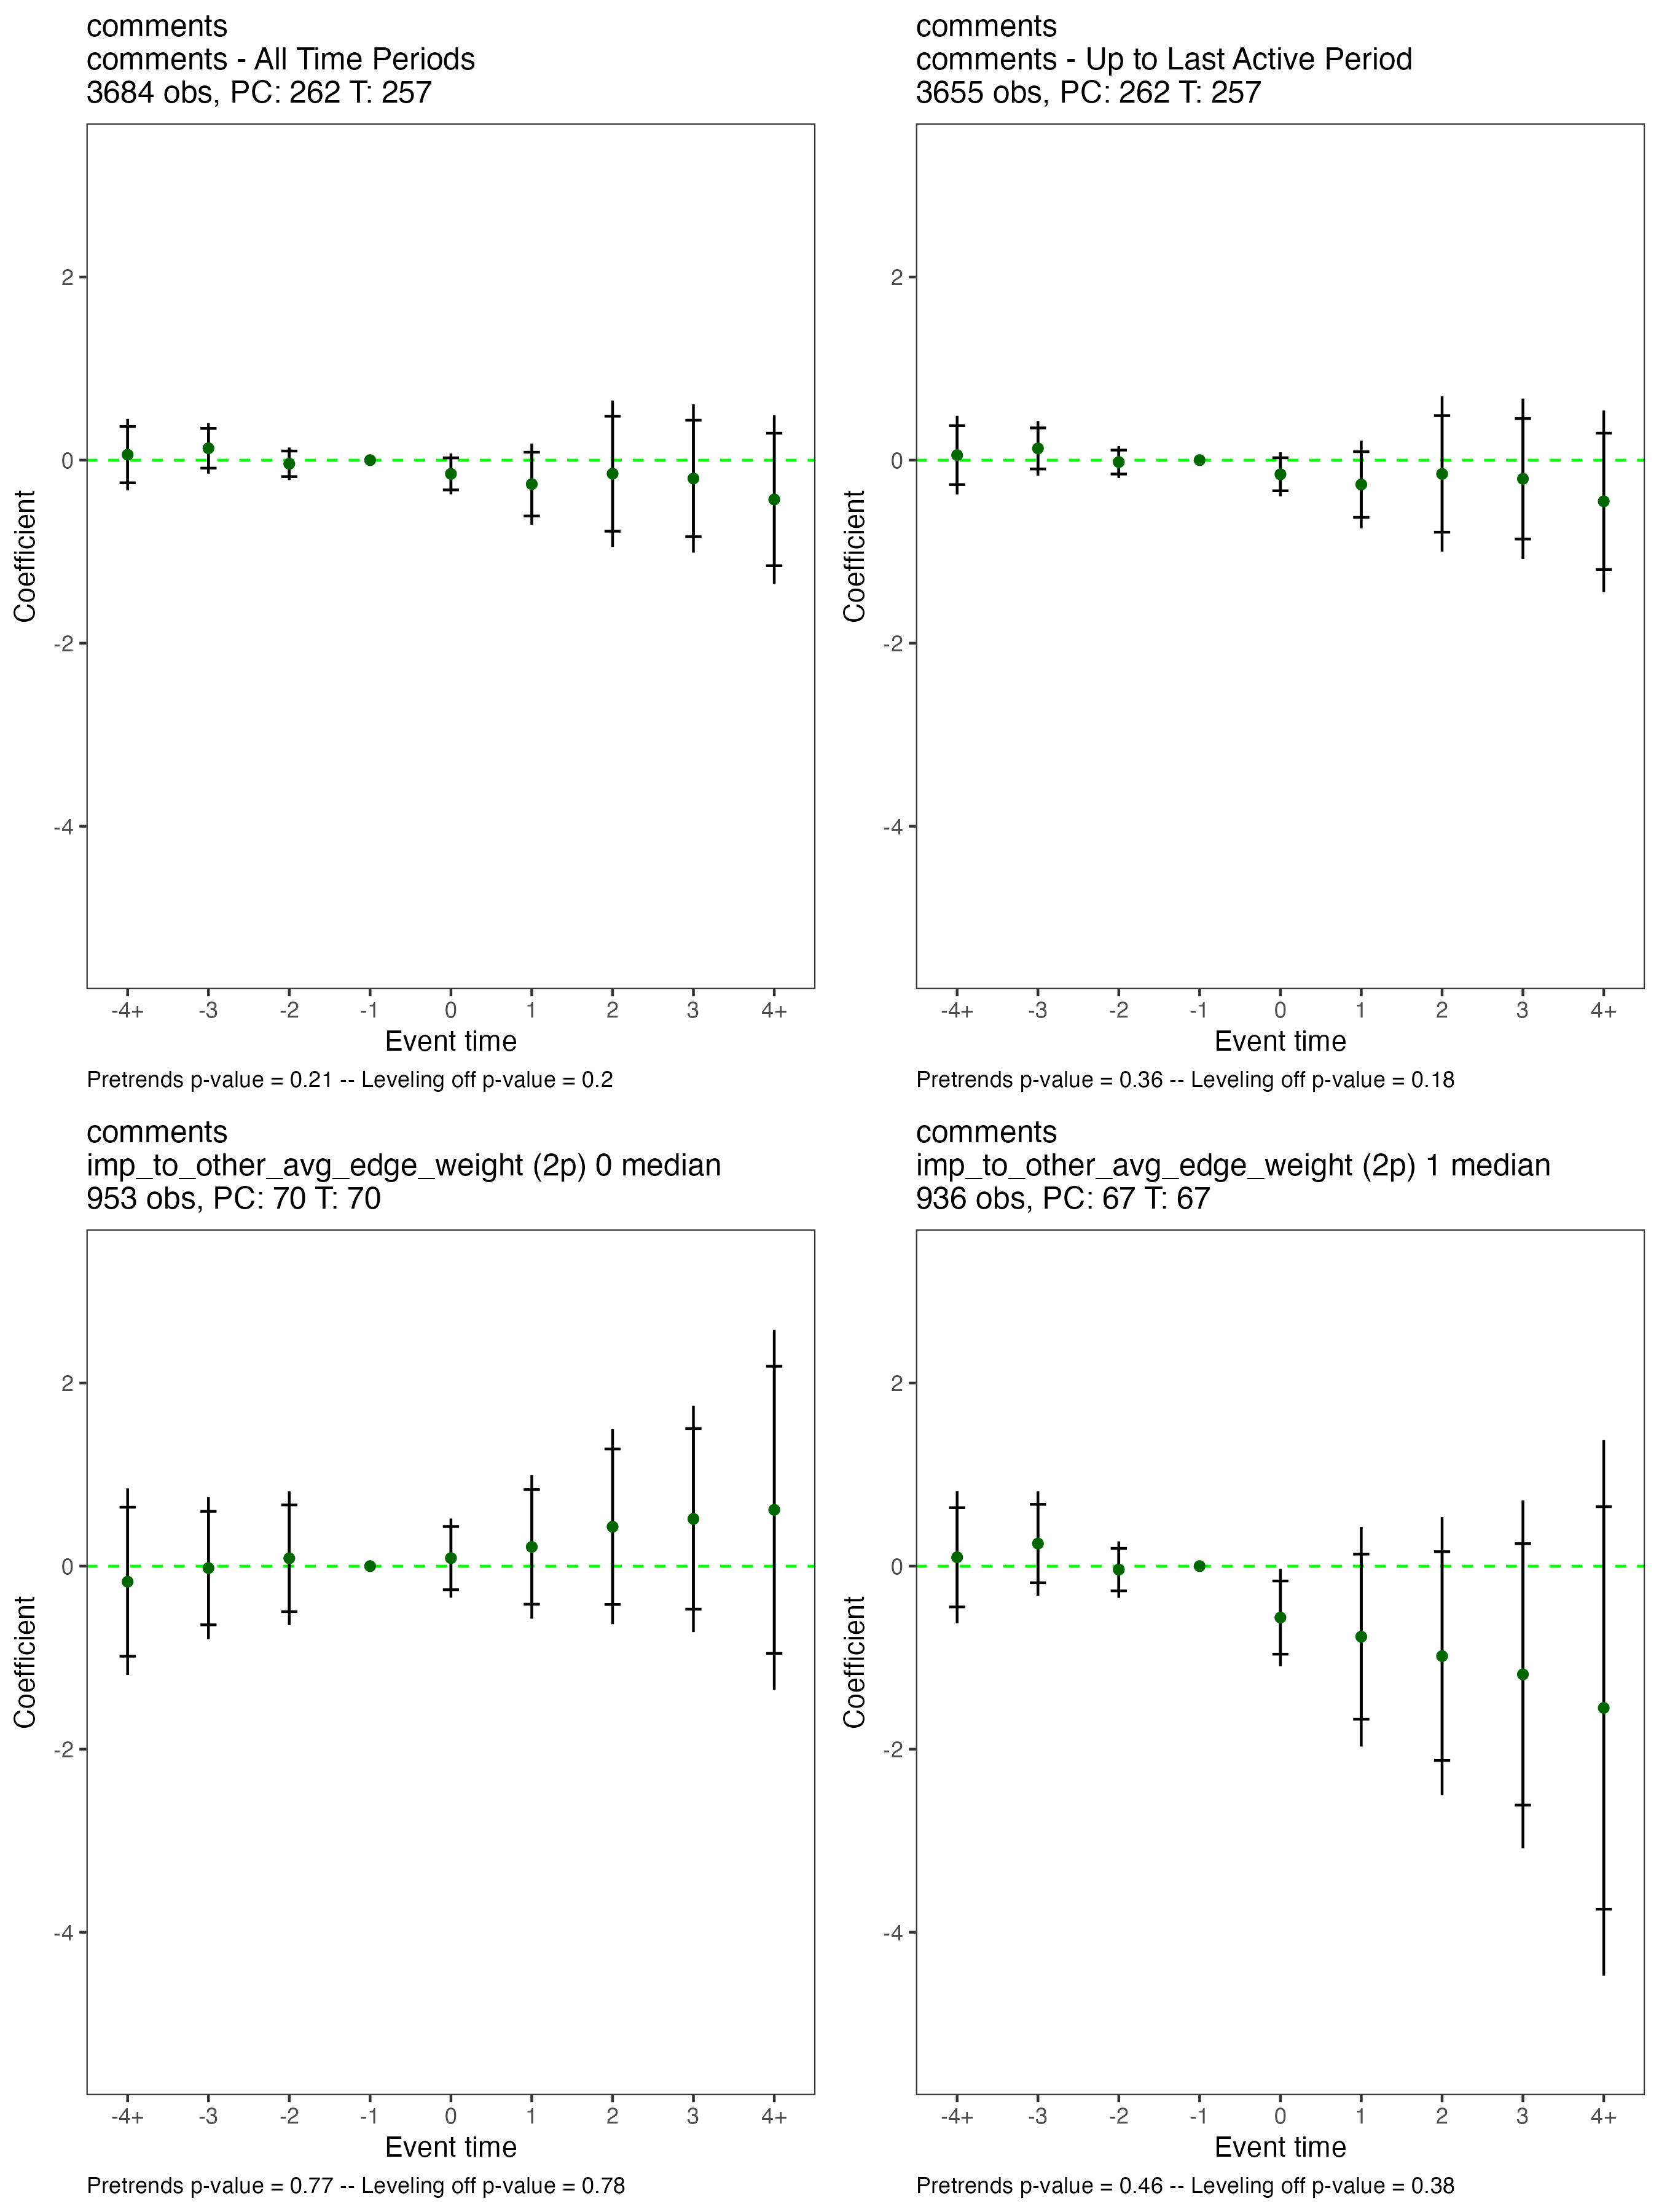 comments
comments - All Time Periods
3684 obs, PC: 262 T: 257
2
0
-2
-4
Coefficient
-4+ -3 -2 -1 0 1 2 3 4+
Event time
Pretrends p-value = 0.21 -- Leveling off p-value = 0.2
comments
comments - Up to Last Active Period
3655 obs, PC: 262 T: 257
2
0
-2
-4
Coefficient
-4+ -3 -2 -1 0 1 2 3 4+
Event time
Pretrends p-value = 0.36 -- Leveling off p-value = 0.18
comments
imp_to_other_avg_edge_weight (2p) 0 median
953 obs, PC: 70 T: 70
2
0
-2
-4
Coefficient
-4+ -3 -2 -1 0 1 2 3 4+
Event time
Pretrends p-value = 0.77 -- Leveling off p-value = 0.78
comments
imp_to_other_avg_edge_weight (2p) 1 median
936 obs, PC: 67 T: 67
2
0
-2
-4
Coefficient
-4+ -3 -2 -1 0 1 2 3 4+
Event time
Pretrends p-value = 0.46 -- Leveling off p-value = 0.38